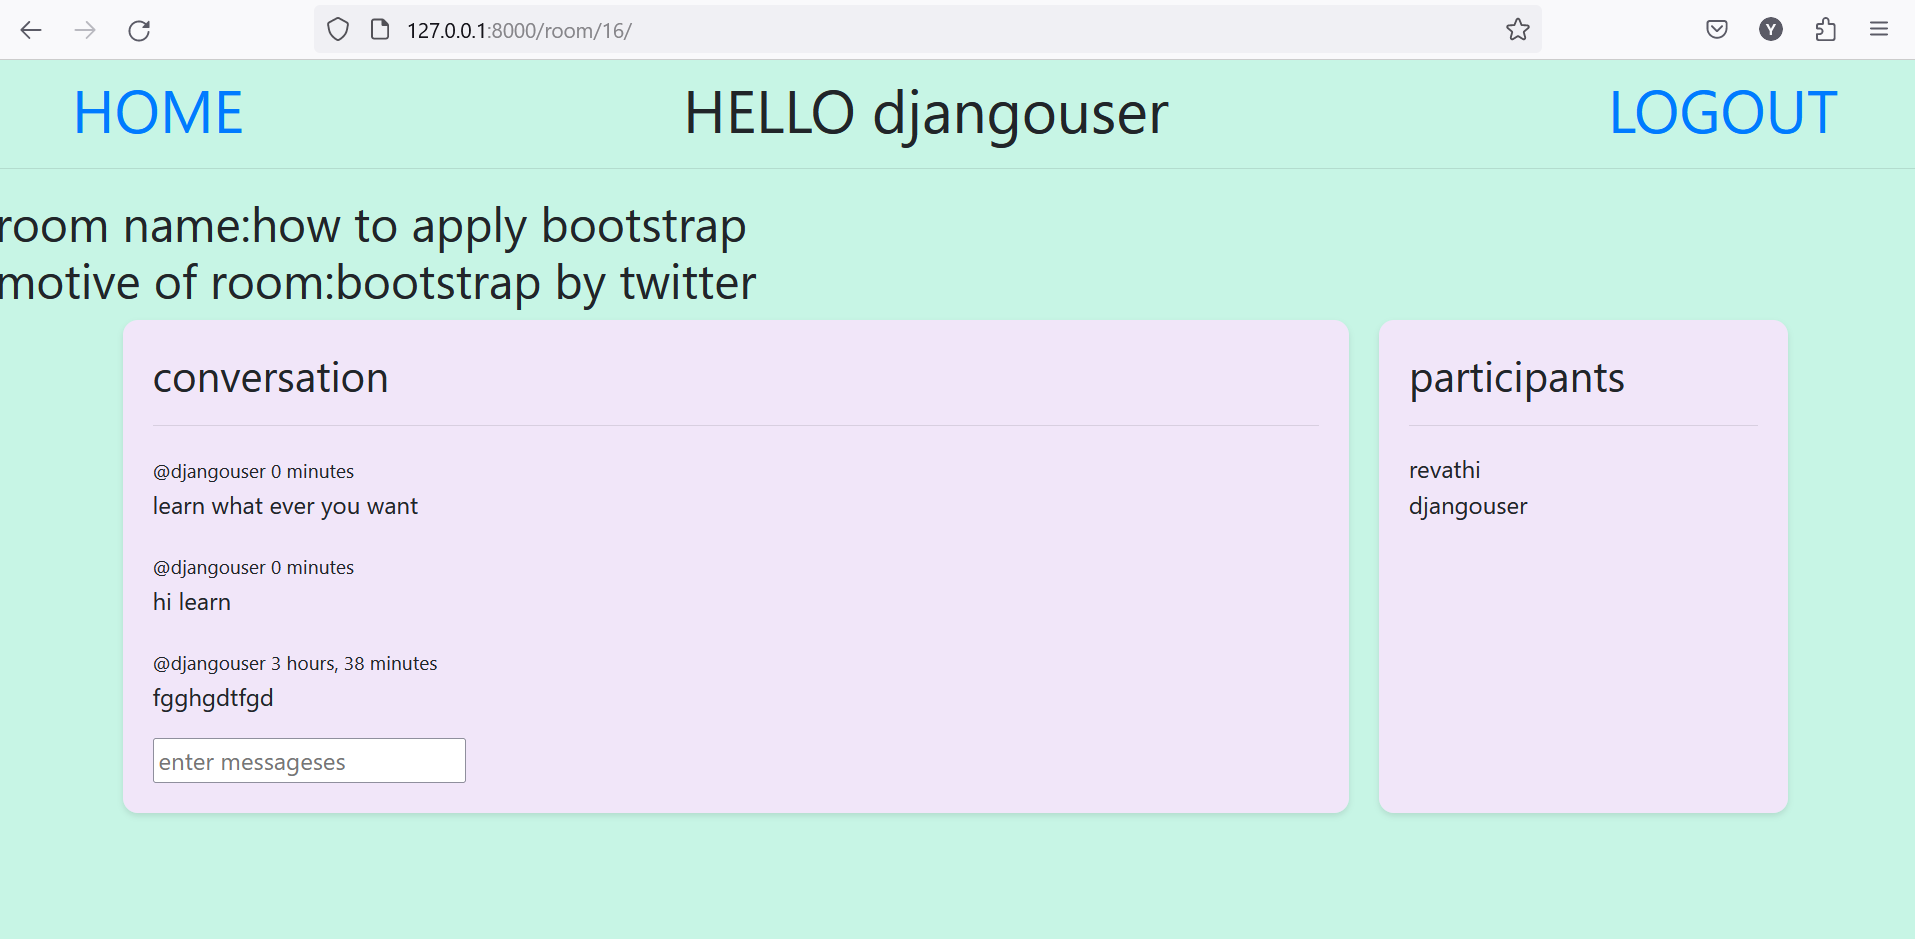 127.0.0.1:8000/room/16/
Y
HOME
HELLO djangouser
LOGOUT
room name:how to apply bootstrap
motive of room:bootstrap by twitter
conversation
@djangouser 0 minutes
learn what ever you want
@djangouser 0 minutes
hi learn
@djangouser 3 hours, 38 minutes
fgghgdtfgd
enter messageses
participants
revathi
djangouser